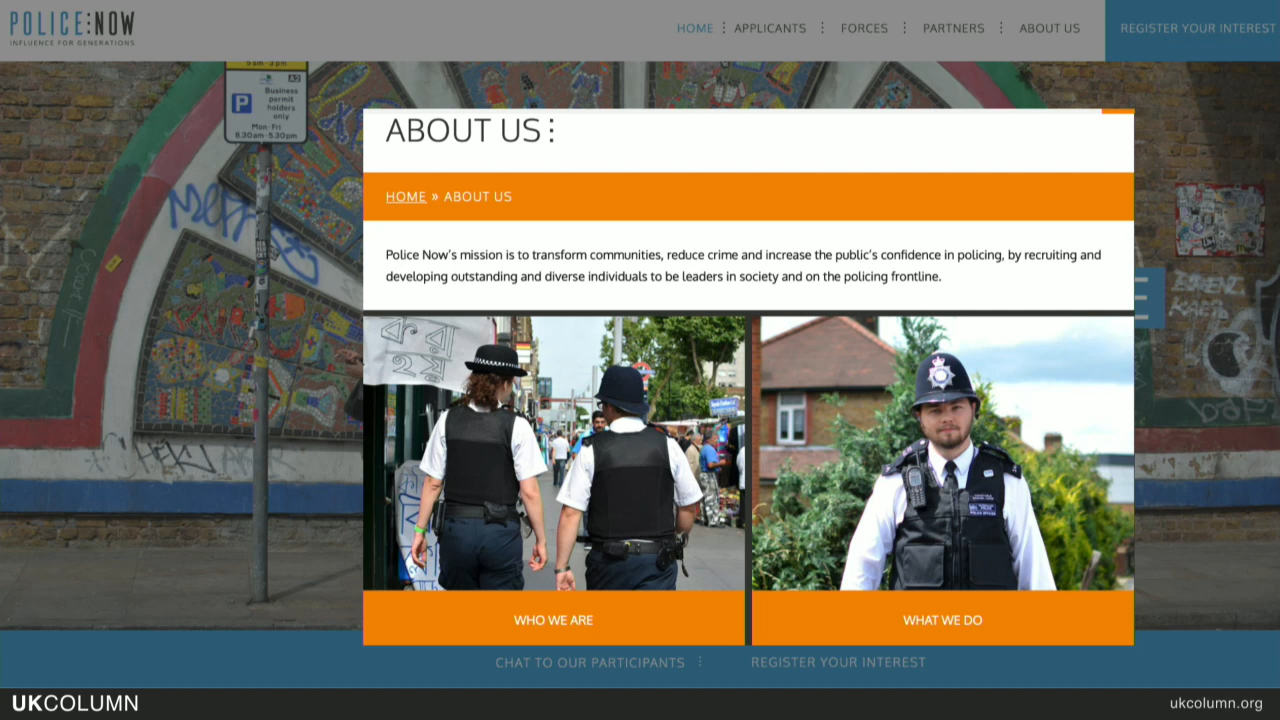 POLICE⋮NOW
INFLUENCE FOR GENERATIONS
HOME ⋮ APPLICANTS ⋮ FORCES ⋮ PARTNERS ⋮ ABOUT US
REGISTER YOUR INTEREST
Business
permit
holders
only
Mon-Fri
8.30am-5.30pm
P
ABOUT US⋮
HOME » ABOUT US
Police Now's mission is to transform communities, reduce crime and increase the public's confidence in policing, by recruiting and
developing outstanding and diverse individuals to be leaders in society and on the policing frontline.
WHO WE ARE
WHAT WE DO
CHAT TO OUR PARTICIPANTS ⋮
REGISTER YOUR INTEREST
UKCOLUMN
ukcolumn.org